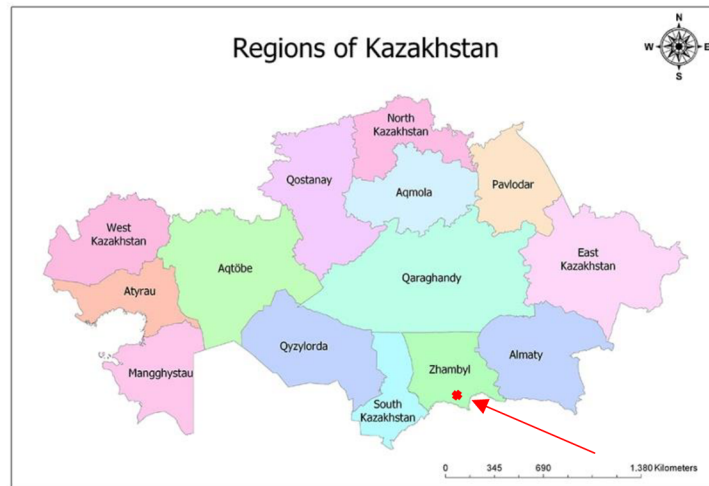 Regions of Kazakhstan
N
W E
S
North
Kazakhstan
Qostanay
Aqmola
Pavlodar
West
Kazakhstan
Aqtöbe
Qaraghandy
East
Kazakhstan
Atyrau
Qyzylorda
Almaty
Mangghystau
Zhambyl
South
Kazakhstan
0 345 690 1,380 Kilometers